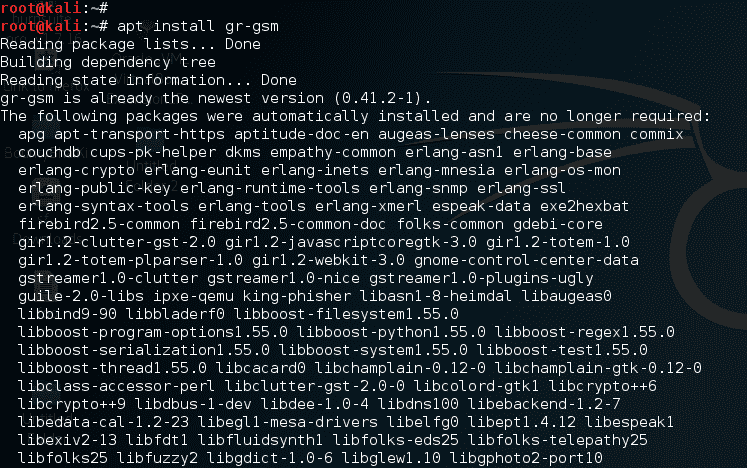 root@kali:~#
root@kali:~# apt install gr-gsm
Reading package lists... Done
Building dependency tree
Reading state information... Done
gr-gsm is already the newest version (0.41.2-1).
The following packages were automatically installed and are no longer required:
  apg apt-transport-https aptitude-doc-en augeas-lenses cheese-common commix
  couchdb cups-pk-helper dkms empathy-common erlang-asn1 erlang-base
  erlang-crypto erlang-eunit erlang-inets erlang-mnesia erlang-os-mon
  erlang-public-key erlang-runtime-tools erlang-snmp erlang-ssl
  erlang-syntax-tools erlang-tools erlang-xmerl espeak-data exe2hexbat
  firebird2.5-common firebird2.5-common-doc folks-common gdebi-core
  gir1.2-clutter-gst-2.0 gir1.2-javascriptcoregtk-3.0 gir1.2-totem-1.0
  gir1.2-totem-plparser-1.0 gir1.2-webkit-3.0 gnome-control-center-data
  gstreamer1.0-clutter gstreamer1.0-nice gstreamer1.0-plugins-ugly
  guile-2.0-libs ipxe-qemu king-phisher libasn1-8-heimdal libaugeas0
  libbind9-90 libbladerf0 libboost-filesystem1.55.0
  libboost-program-options1.55.0 libboost-python1.55.0 libboost-regex1.55.0
  libboost-serialization1.55.0 libboost-system1.55.0 libboost-test1.55.0
  libboost-thread1.55.0 libcacard0 libchamplain-0.12-0 libchamplain-gtk-0.12-0
  libclass-accessor-perl libclutter-gst-2.0-0 libcolord-gtk1 libcrypto++6
  libcrypto++9 libdbus-1-dev libdee-1.0-4 libdns100 libebackend-1.2-7
  libedata-cal-1.2-23 libegl1-mesa-drivers libelfg0 libept1.4.12 libespeak1
  libexiv2-13 libfdt1 libfluidsynth1 libfolks-eds25 libfolks-telepathy25
  libfolks25 libfuzzy2 libgdict-1.0-6 libglew1.10 libgphoto2-port10